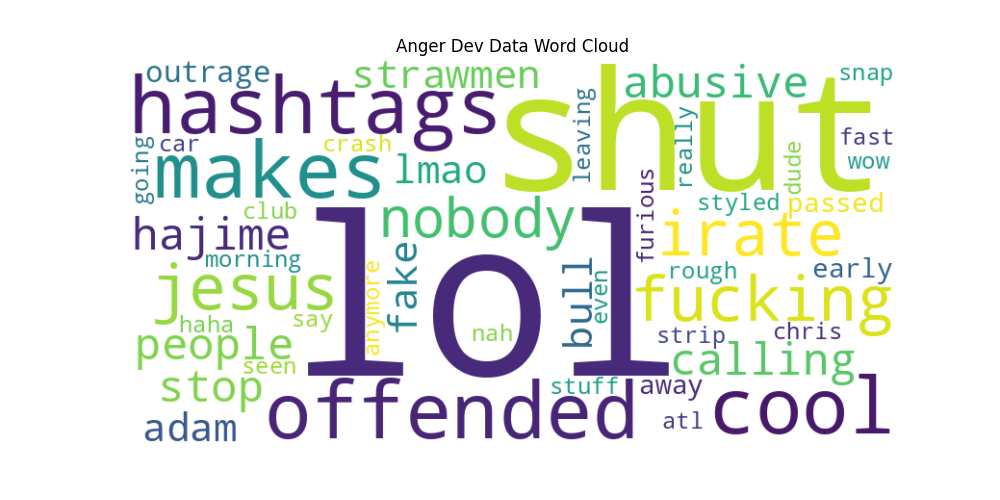 Anger Dev Data Word Cloud
outrage
strawmen
abusive
snap
hashtags
shut
leaving
really
going
car
crash
fast
makes
lmao
dude
wow
hajime
club
nobody
furious
styled
passed
irate
morning
fake
bull
even
rough
early
jesus
anymore
lol
fucking
haha
say
nah
strip
chris
people
seen
calling
stop
offended
stuff
away
cool
adam
atl